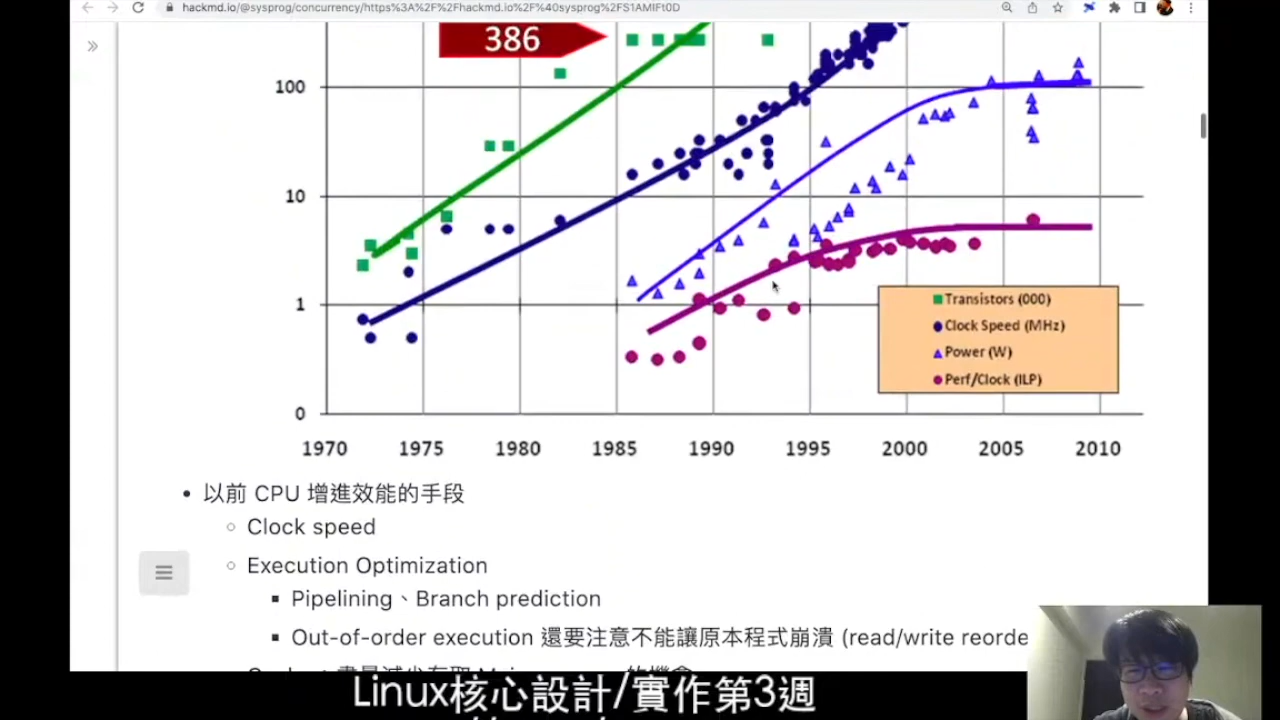 hackmd.io/@sysprog/concurrency/https%3A%2F%2Fhackmd.io%2F%40sysprog%2FS1AMIFt0D
386
100
10
1
0
1970 1975 1980 1985 1990 1995 2000 2005 2010
Transistors (000)
Clock Speed (MHz)
Power (W)
Perf/Clock (ILP)
以前 CPU 增進效能的手段
Clock speed
Execution Optimization
Pipelining、Branch prediction
Out-of-order execution 還要注意不能讓原本程式崩潰 (read/write reorde
Linux核心設計/實作第3週